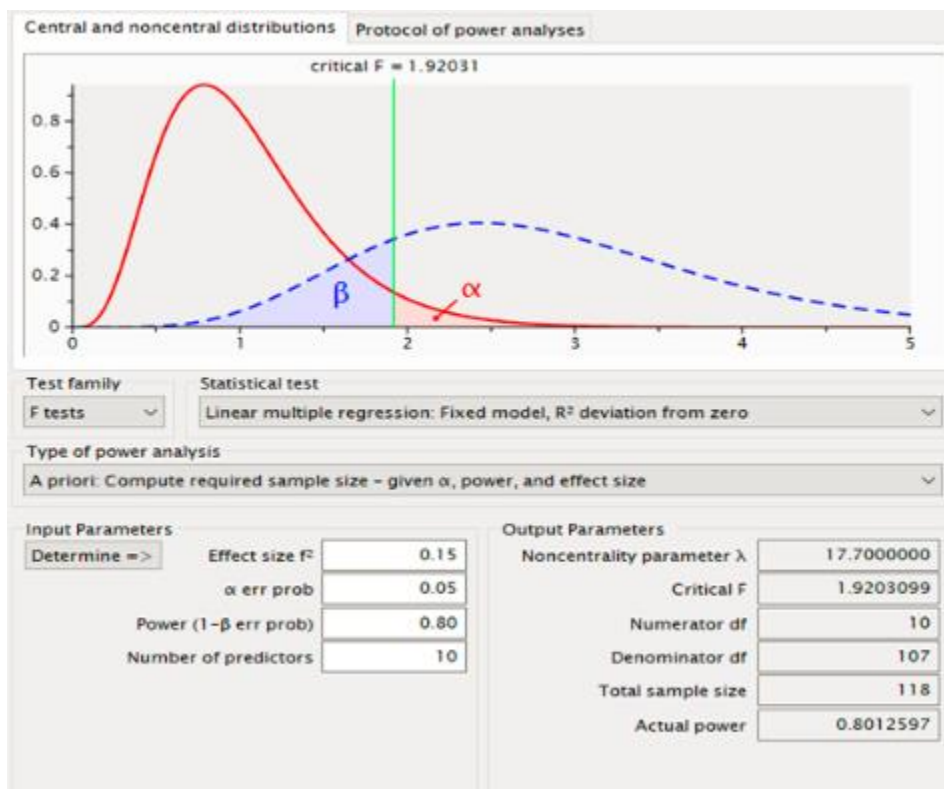 Central and noncentral distributions Protocol of power analyses
critical F = 1.92031
0.8
0.6
0.4
0.2
0
β
α
0 1 2 3 4 5
Test family Statistical test
F tests Linear multiple regression: Fixed model, R² deviation from zero
Type of power analysis
A priori: Compute required sample size – given α, power, and effect size
Input Parameters Output Parameters
Determine => Effect size f² 0.15 Noncentrality parameter λ 17.7000000
α err prob 0.05 Critical F 1.9203099
Power (1–β err prob) 0.80 Numerator df 10
Number of predictors 10 Denominator df 107
Total sample size 118
Actual power 0.8012597